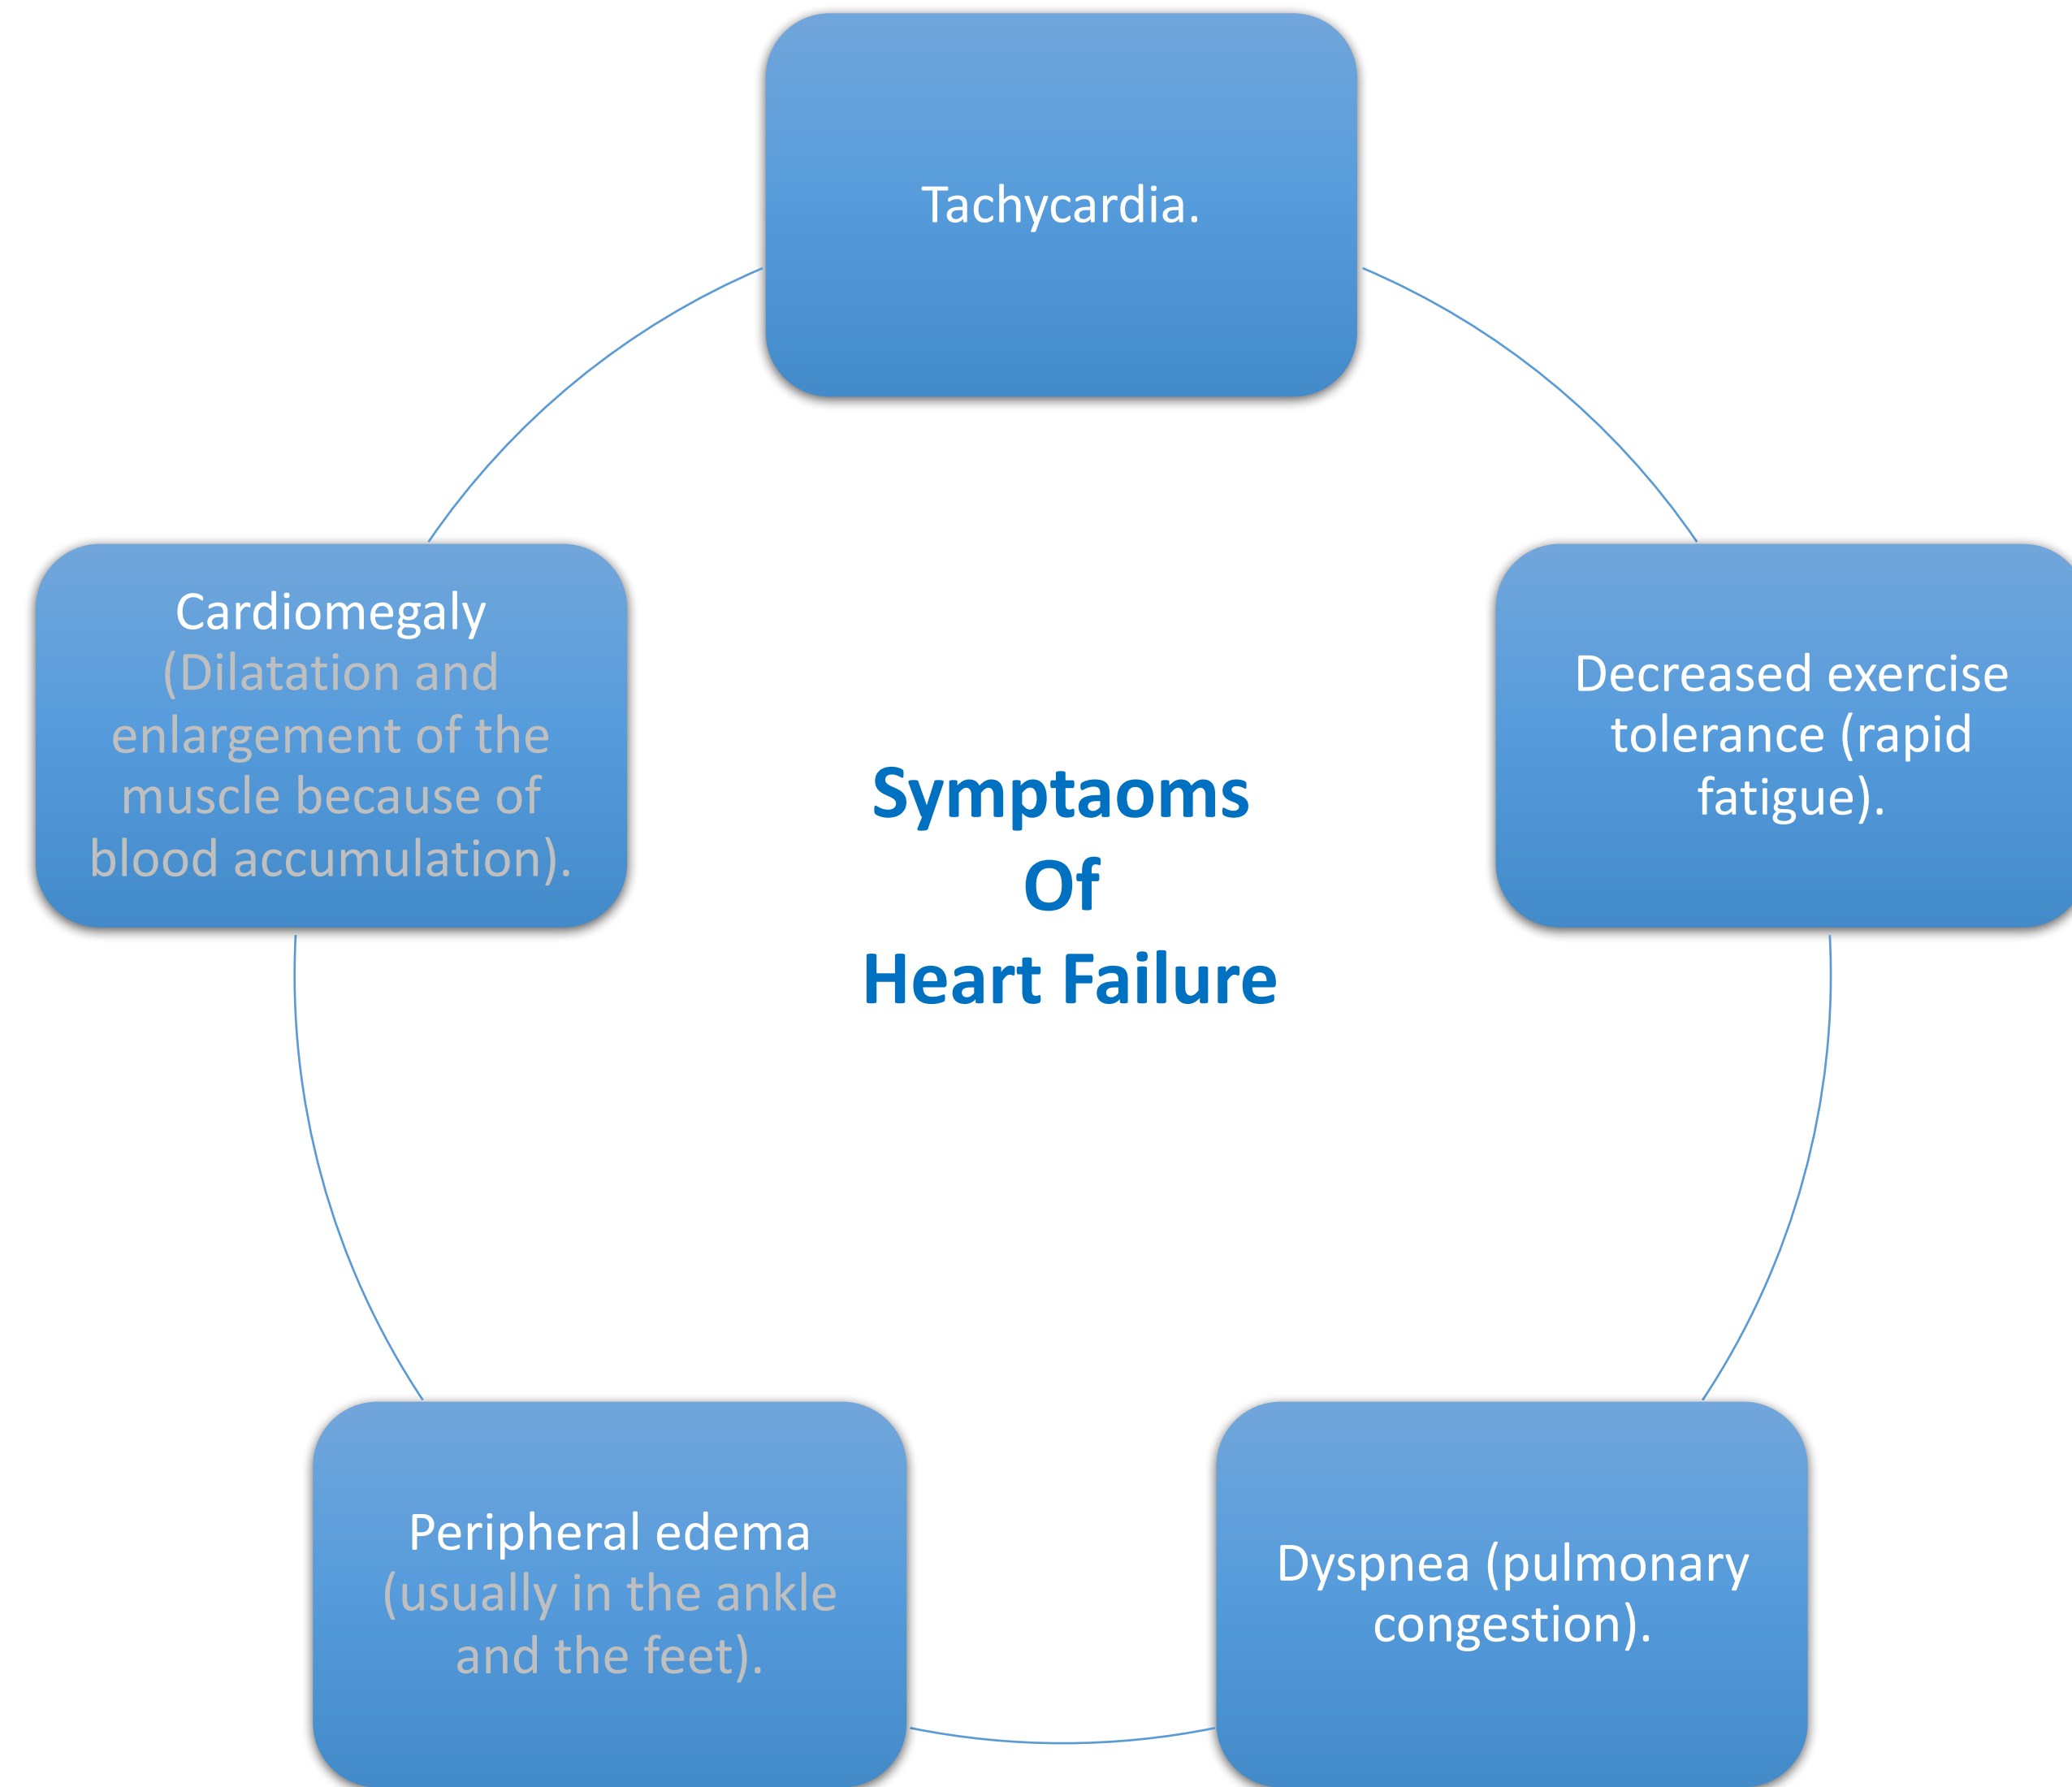 Tachycardia.
Cardiomegaly
(Dilatation and
enlargement of the
muscle because of
blood accumulation).
Decreased exercise
tolerance (rapid
fatigue).
Symptaoms
Of
Heart Failure
Peripheral edema
(usually in the ankle
and the feet).
Dyspnea (pulmonary
congestion).